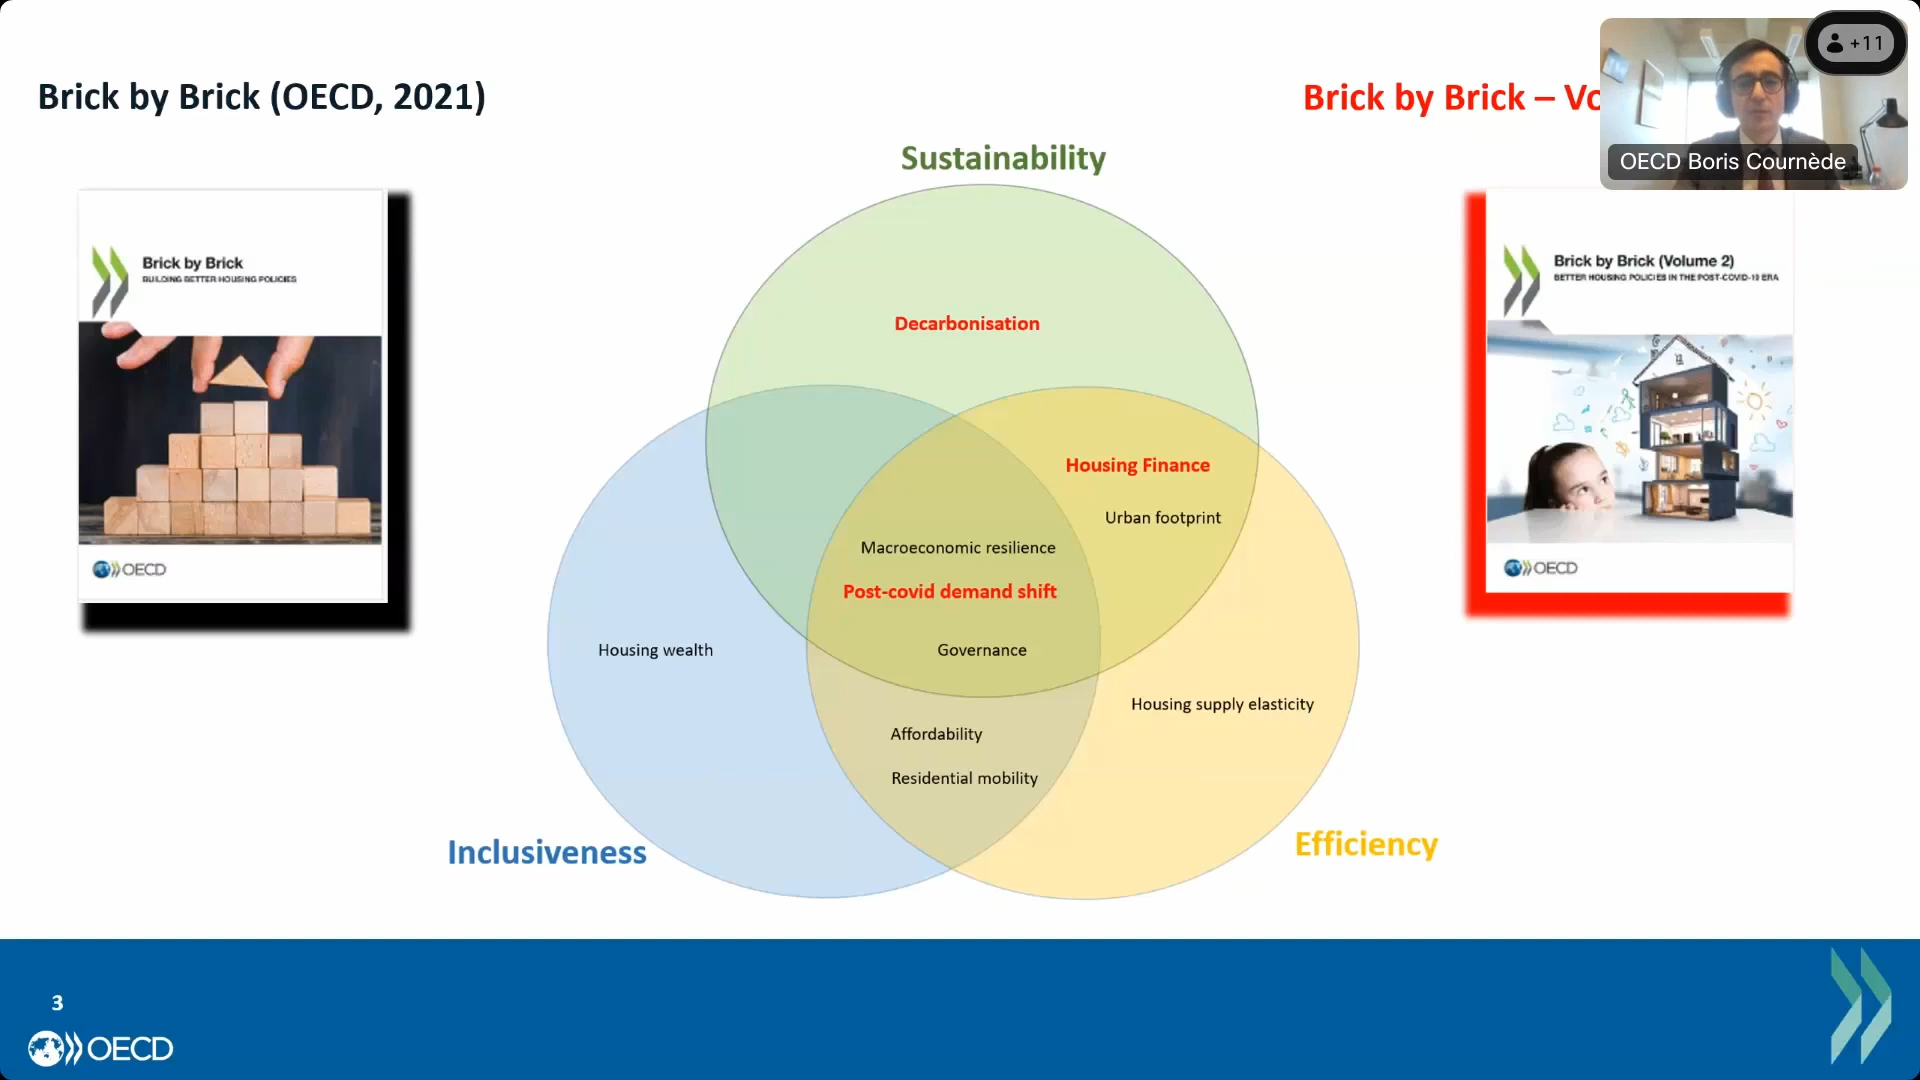 Brick by Brick (OECD, 2021)
Brick by Brick – Vo
+11
OECD Boris Cournède
Sustainability
Brick by Brick
BUILDING BETTER HOUSING POLICIES
OECD
Brick by Brick (Volume 2)
BETTER HOUSING POLICIES IN THE POST-COVID-19 ERA
OECD
Decarbonisation
Housing Finance
Urban footprint
Macroeconomic resilience
Post-covid demand shift
Housing wealth
Governance
Housing supply elasticity
Affordability
Residential mobility
Inclusiveness
Efficiency
3
OECD